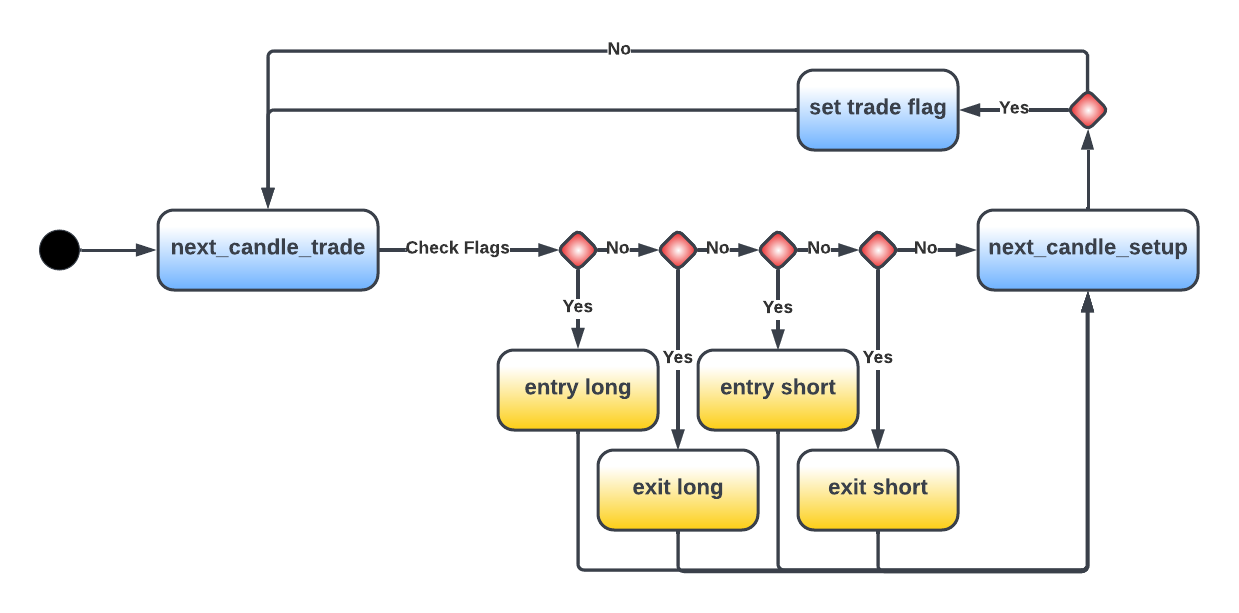 No
set trade flag
Yes
next_candle_trade
Check Flags
No
No
No
No
next_candle_setup
Yes
Yes
Yes
Yes
entry long
entry short
exit long
exit short